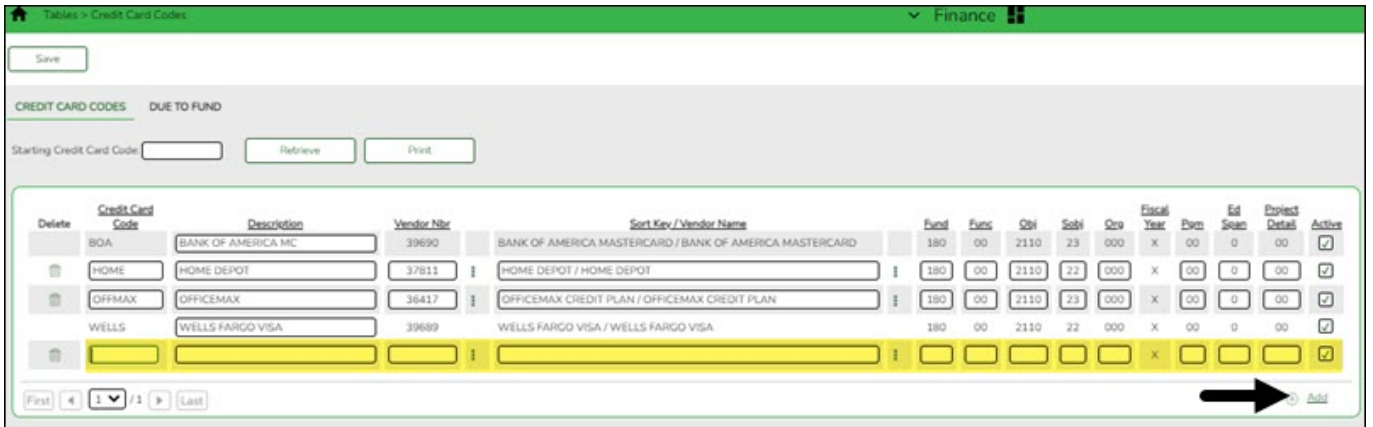 Tables > Credit Card Codes Finance
Save
CREDIT CARD CODES DUE TO FUND
Starting Credit Card Code: Retrieve Print
Delete Credit Card Code Description Vendor Nbr Sort Key / Vendor Name Fund Func Obj Sobj Org Fiscal Year Pgm Ed Span Project Detail Active
BOA BANK OF AMERICA MC 39690 BANK OF AMERICA MASTERCARD / BANK OF AMERICA MASTERCARD 180 00 2110 23 000 X 00 0 00
HOME HOME DEPOT 37811 HOME DEPOT / HOME DEPOT 180 00 2110 22 000 X 00 0 00
OFFMAX OFFICEMAX 36417 OFFICEMAX CREDIT PLAN / OFFICEMAX CREDIT PLAN 180 00 2110 23 000 X 00 0 00
WELLS WELLS FARGO VISA 39689 WELLS FARGO VISA / WELLS FARGO VISA 180 00 2110 22 000 X 00 0 00
X
First 1 / 1 Last Add